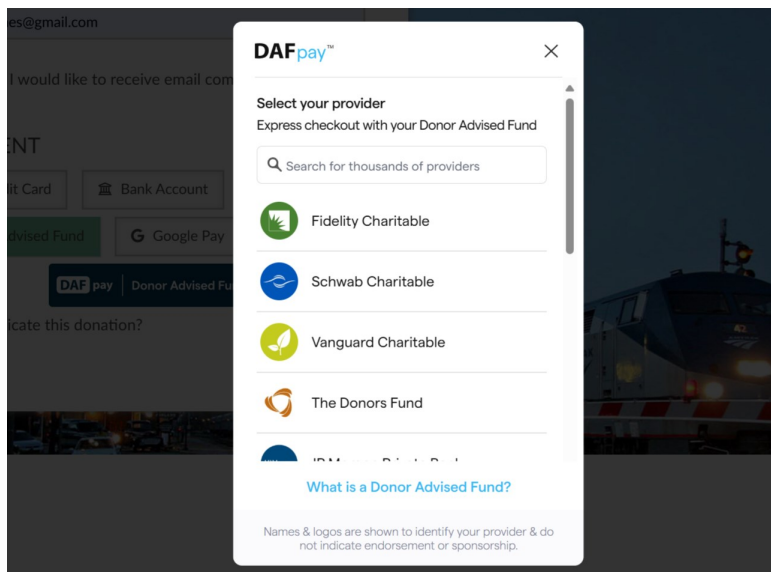 es@gmail.com
I would like to receive email com
ENT
dit Card
Bank Account
dvised Fund
G Google Pay
DAF pay | Donor Advised Fu
icate this donation?
DAFpay™
Select your provider
Express checkout with your Donor Advised Fund
Search for thousands of providers
Fidelity Charitable
Schwab Charitable
Vanguard Charitable
The Donors Fund
What is a Donor Advised Fund?
Names & logos are shown to identify your provider & do
not indicate endorsement or sponsorship.
42